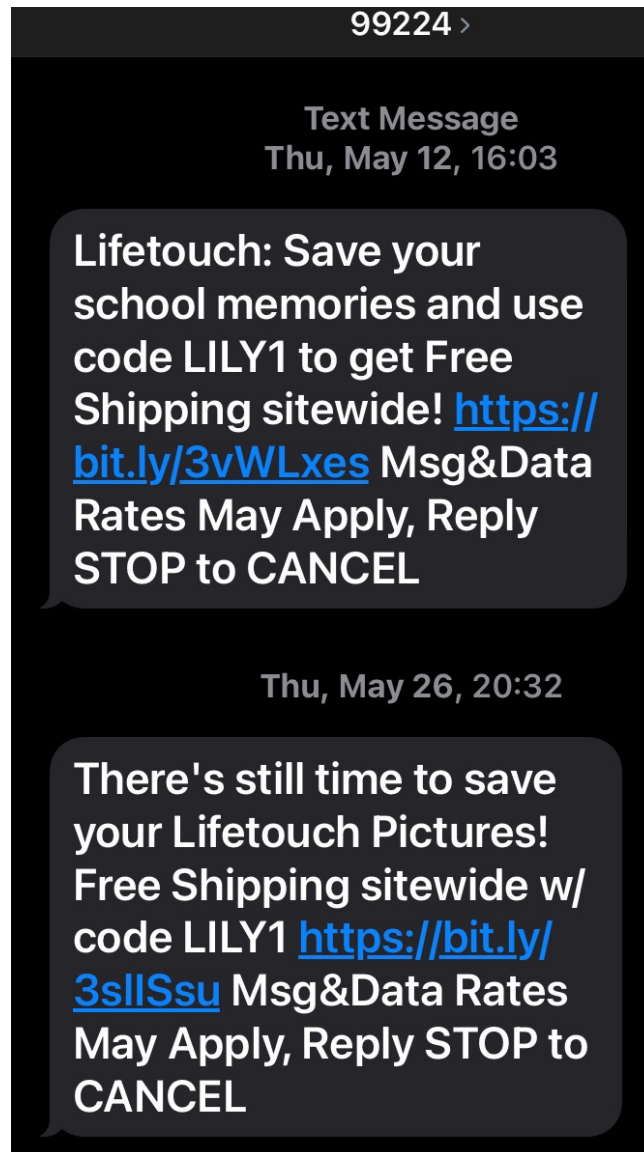 99224 >
Text Message
Thu, May 12, 16:03
Lifetouch: Save your
school memories and use
code LILY1 to get Free
Shipping sitewide! https://
bit.ly/3vWLxes Msg&Data
Rates May Apply, Reply
STOP to CANCEL
Thu, May 26, 20:32
There's still time to save
your Lifetouch Pictures!
Free Shipping sitewide w/
code LILY1 https://bit.ly/
3sllSsu Msg&Data Rates
May Apply, Reply STOP to
CANCEL